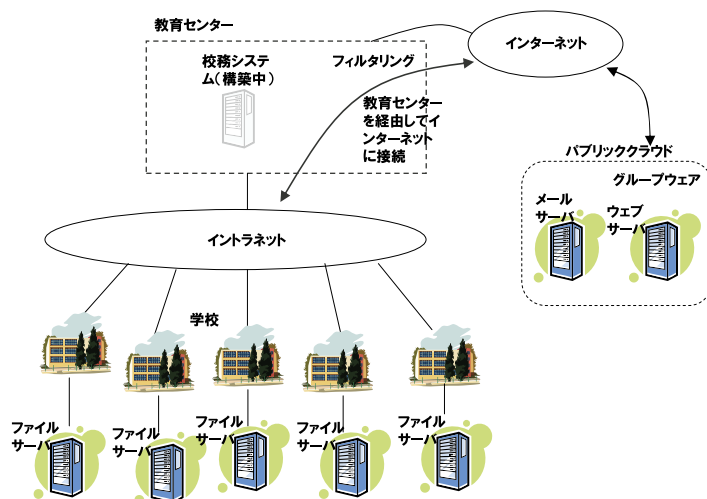 教育センター
インターネット
校務システ
ム(構築中)
フィルタリング
教育センター
を経由してイ
ンターネット
に接続
パブリッククラウド
グループウェア
メール
サーバ
ウェブ
サーバ
イントラネット
学校
ファイル
サーバ
ファイル
サーバ
ファイル
サーバ
ファイル
サーバ
ファイル
サーバ